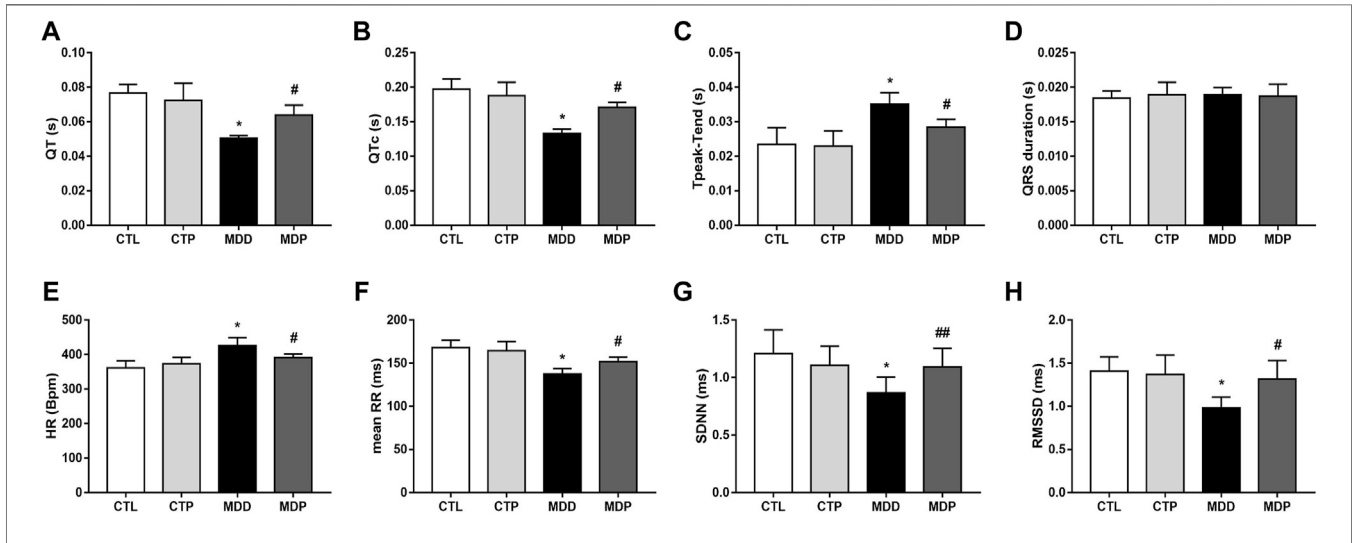 A
QT (s)
0.10
0.08
0.06
0.04
0.02
0.00
*
#
CTL CTP MDD MDP
B
QTc (s)
0.25
0.20
0.15
0.10
0.05
0.00
*
#
CTL CTP MDD MDP
C
Tpeak-Tend (s)
0.05
0.04
0.03
0.02
0.01
0.00
*
#
CTL CTP MDD MDP
D
QRS duration (s)
0.025
0.020
0.015
0.010
0.005
0.000
CTL CTP MDD MDP
E
HR (Bpm)
500
400
300
200
100
0
*
#
CTL CTP MDD MDP
F
mean RR (ms)
200
150
100
50
0
*
#
CTL CTP MDD MDP
G
SDNN (ms)
1.5
1.0
0.5
0.0
*
##
CTL CTP MDD MDP
H
RMSSD (ms)
2.0
1.5
1.0
0.5
0.0
*
#
CTL CTP MDD MDP